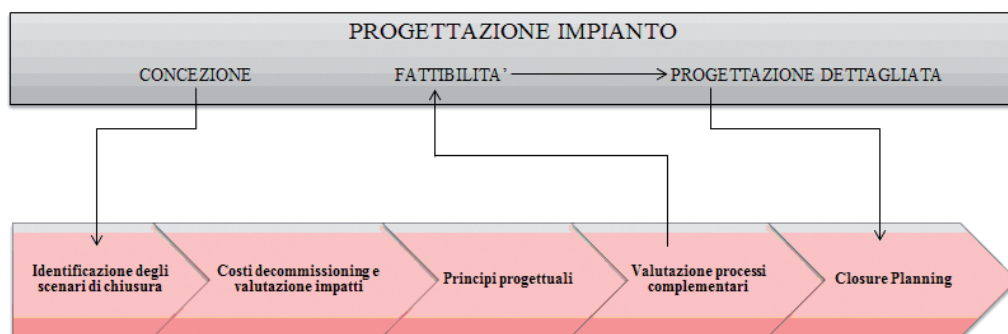 PROGETTAZIONE IMPIANTO
CONCEZIONE
FATTIBILITA’
PROGETTAZIONE DETTAGLIATA
Identificazione degli
scenari di chiusura
Costi decommissioning e
valutazione impatti
Principi progettuali
Valutazione processi
complementari
Closure Planning